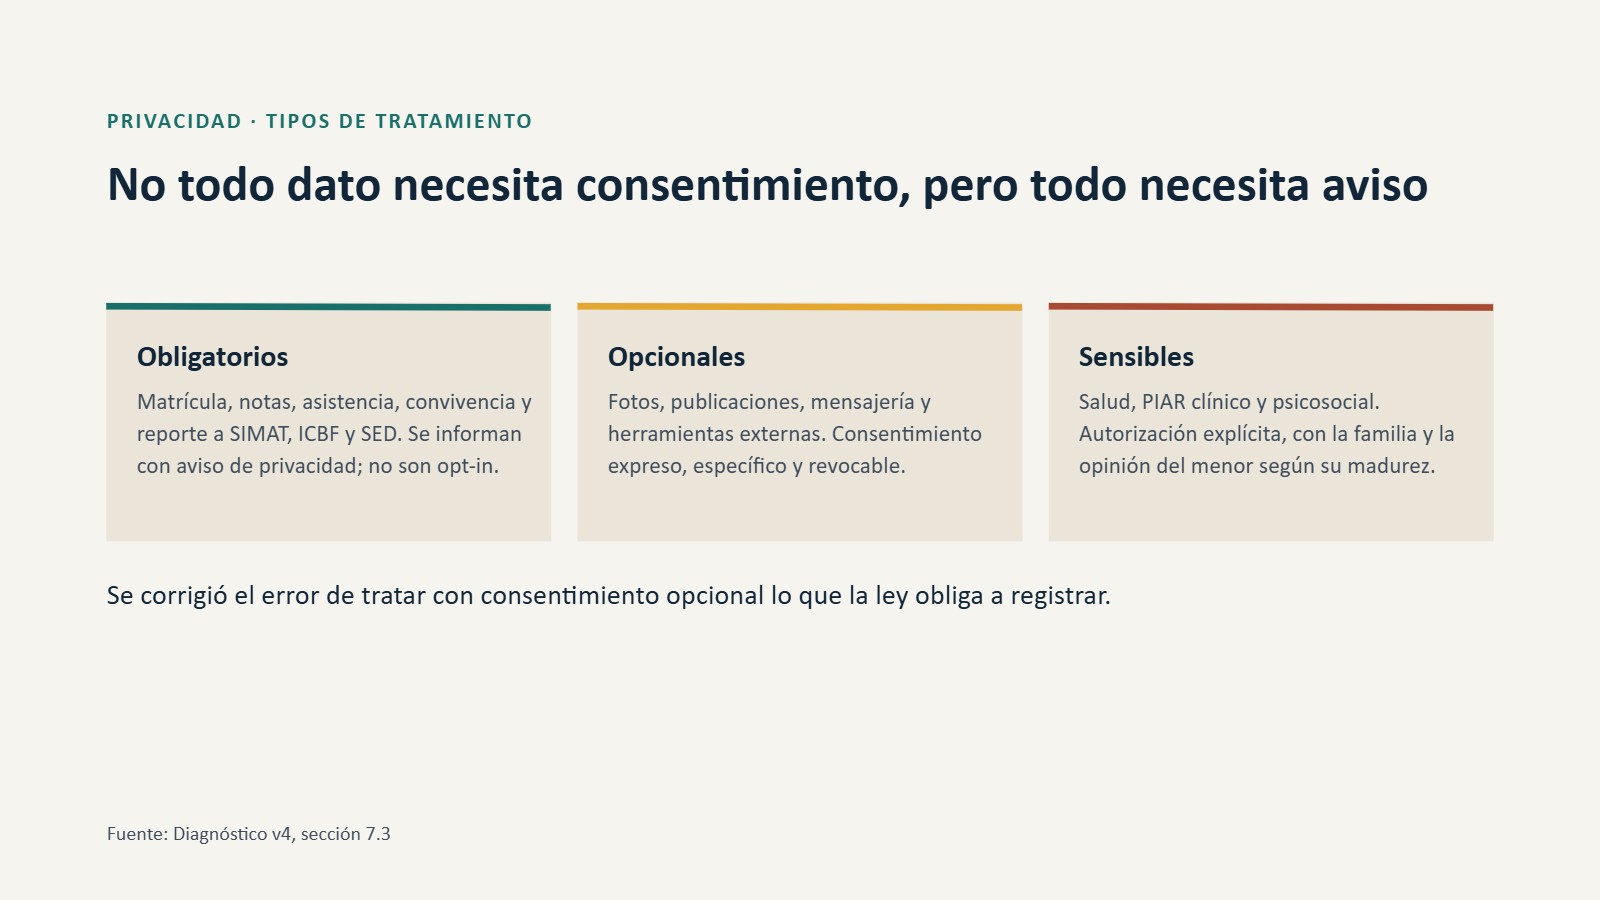 PRIVACIDAD · TIPOS DE TRATAMIENTO
No todo dato necesita consentimiento, pero todo necesita aviso
Obligatorios
Matrícula, notas, asistencia, convivencia y
reporte a SIMAT, ICBF y SED. Se informan
con aviso de privacidad; no son opt-in.
Opcionales
Fotos, publicaciones, mensajería y
herramientas externas. Consentimiento
expreso, específico y revocable.
Sensibles
Salud, PIAR clínico y psicosocial.
Autorización explícita, con la familia y la
opinión del menor según su madurez.
Se corrigió el error de tratar con consentimiento opcional lo que la ley obliga a registrar.
Fuente: Diagnóstico v4, sección 7.3